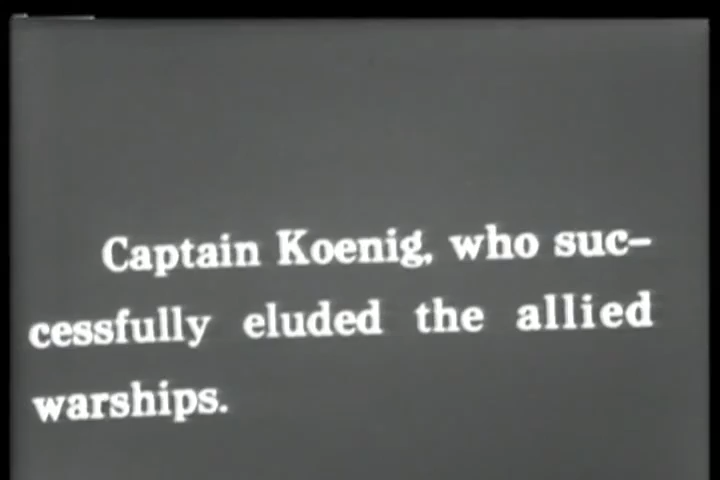 Captain Koenig, who suc-
cessfully eluded the allied
warships.